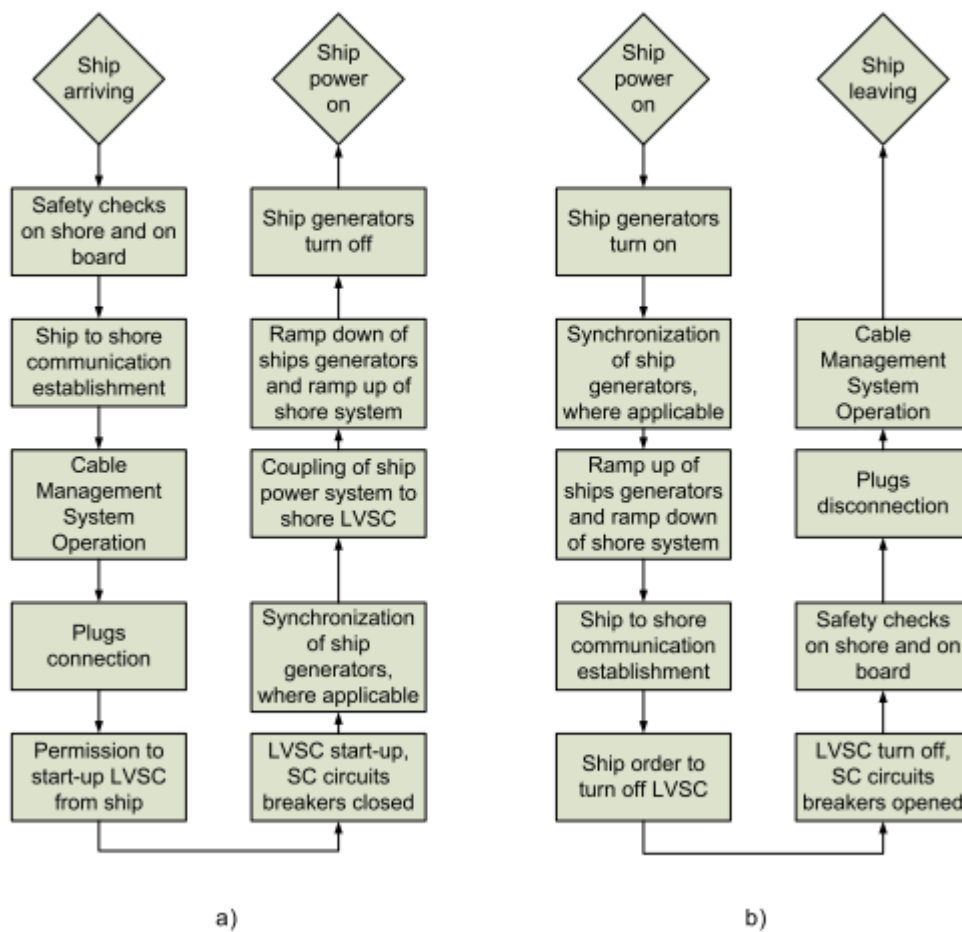 Ship
arriving
Safety checks
on shore and on
board
Ship to shore
communication
establishment
Cable
Management
System
Operation
Plugs
connection
Permission to
start-up LVSC
from ship
LVSC start-up,
SC circuits
breakers closed
Synchronization
of ship
generators,
where applicable
Coupling of ship
power system to
shore LVSC
Ramp down of
ships generators
and ramp up of
shore system
Ship generators
turn off
Ship
power
on
a)
Ship
power
on
Ship generators
turn on
Synchronization
of ship
generators,
where applicable
Ramp up of
ships generators
and ramp down
of shore system
Ship to shore
communication
establishment
Ship order to
turn off LVSC
LVSC turn off,
SC circuits
breakers opened
Safety checks
on shore and on
board
Plugs
disconnection
Cable
Management
System
Operation
Ship
leaving
b)